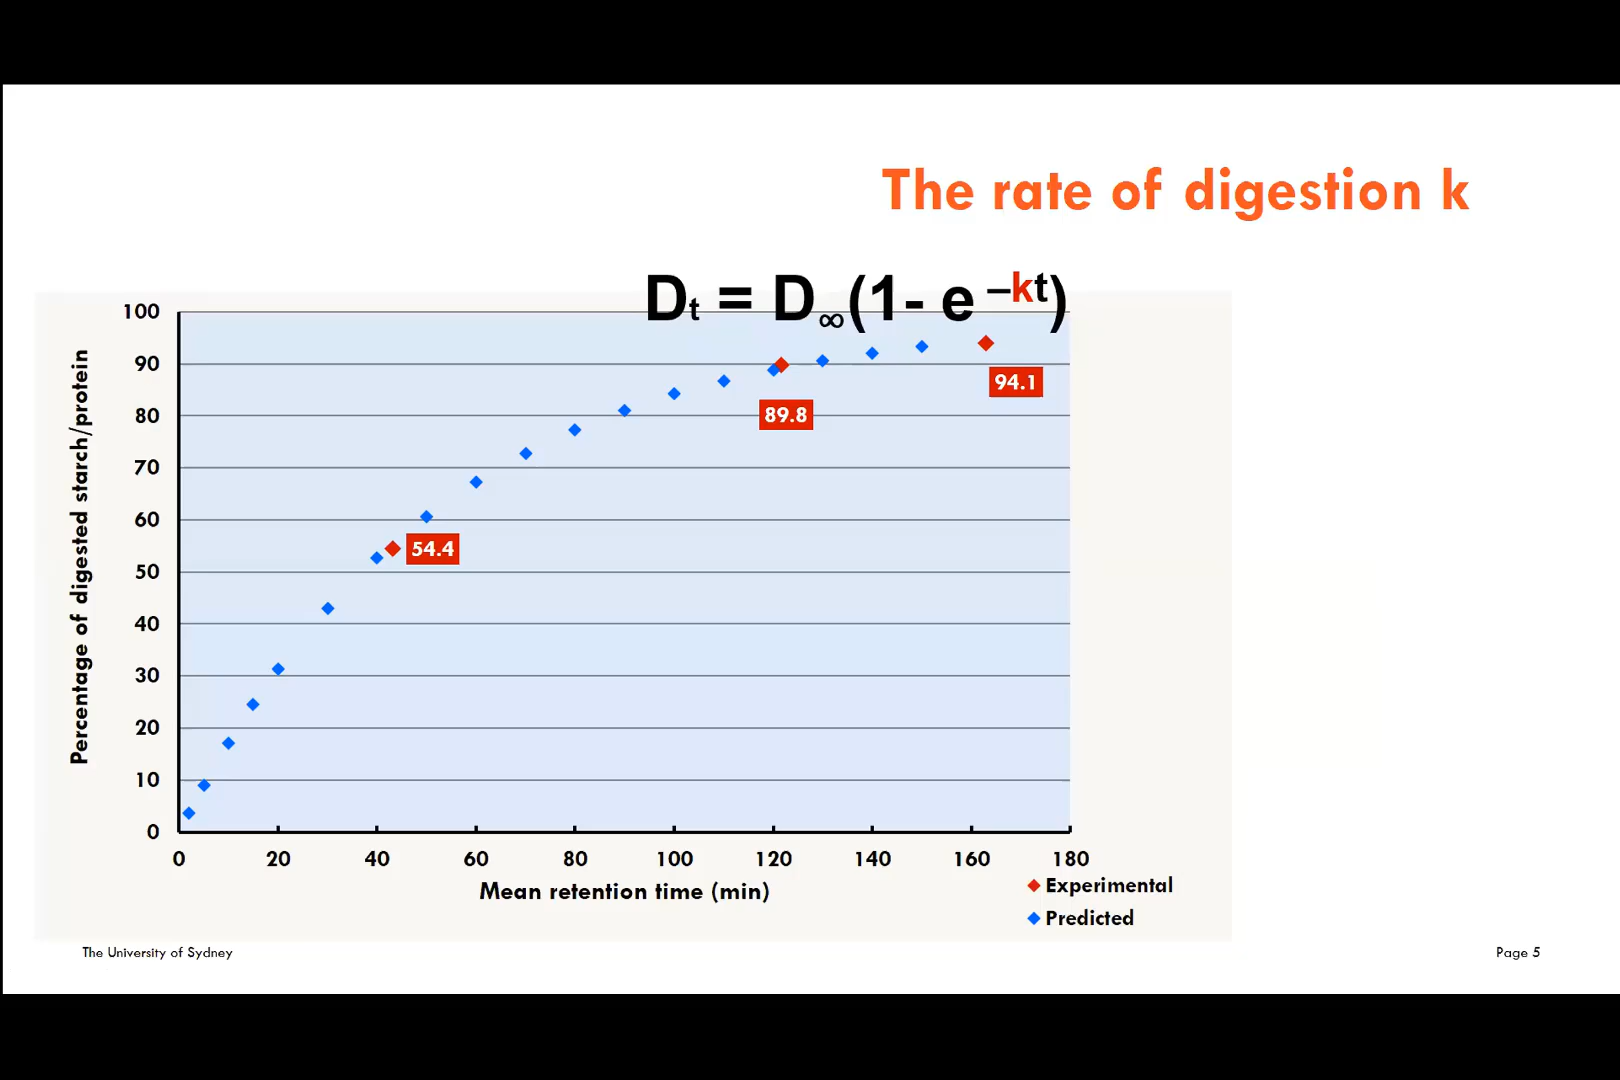 The rate of digestion k
Dt = D∞(1- e –kt)
Percentage of digested starch/protein
100
90
80
70
60
50
40
30
20
10
0
94.1
89.8
54.4
0 20 40 60 80 100 120 140 160 180
Mean retention time (min)
Experimental
Predicted
The University of Sydney
Page 5